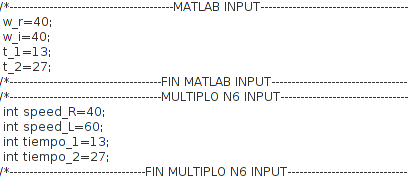 /*-----------------------------------------MATLAB INPUT-------------------------------------
w_r=40;
w_i=40;
t_1=13;
t_2=27;
/*--------------------------------------FIN MATLAB INPUT----------------------------------
/*--------------------------------------MULTIPLO N6 INPUT--------------------------------
int speed_R=40;
int speed_L=60;
int tiempo_1=13;
int tiempo_2=27;
/*----------------------------------FIN MULTIPLO N6 INPUT------------------------------